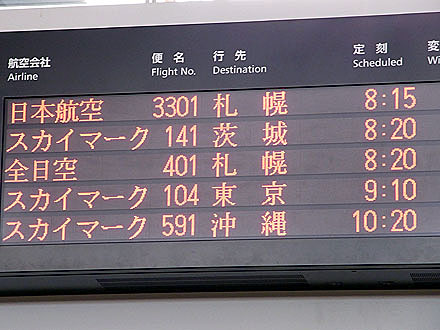 航空会社 便名 行先 定刻 変
Airline Flight No. Destination Scheduled Wi
日本航空 3301 札幌 8:15
スカイマーク 141 茨城 8:20
全日空 401 札幌 8:20
スカイマーク 104 東京 9:10
スカイマーク 591 沖縄 10:20